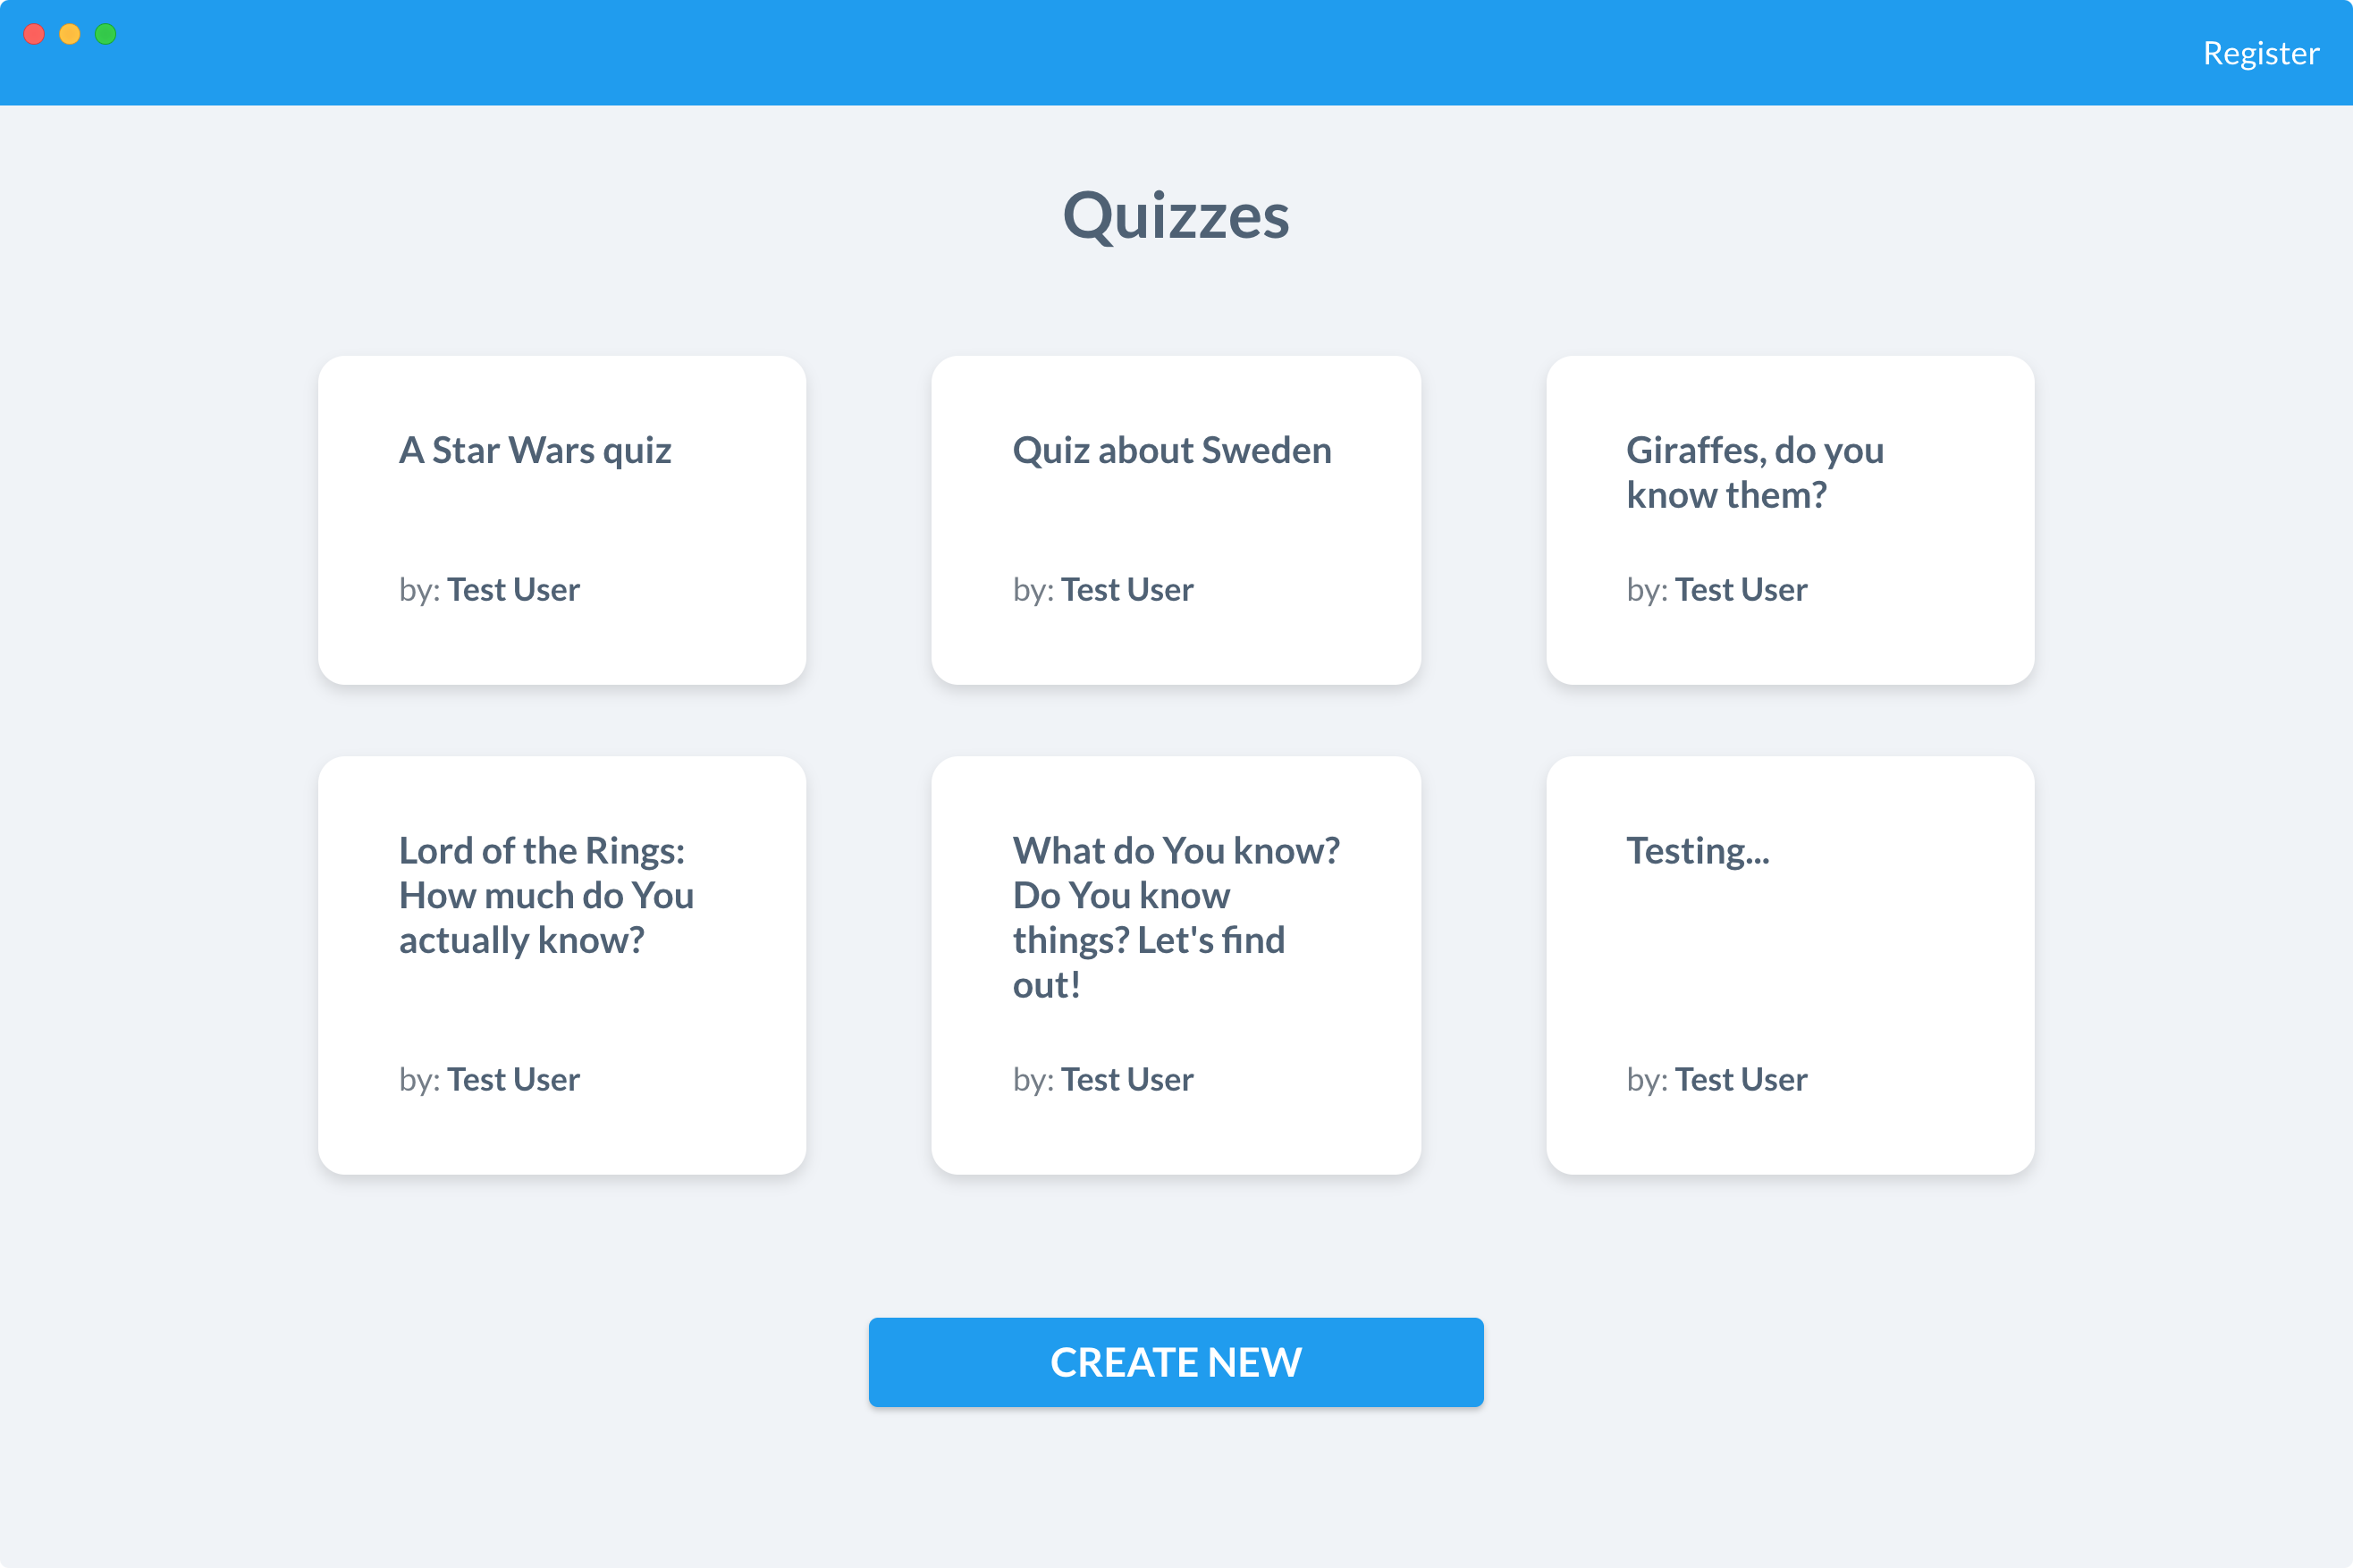 Register
Quizzes
A Star Wars quiz
by: Test User
Quiz about Sweden
by: Test User
Giraffes, do you
know them?
by: Test User
Lord of the Rings:
How much do You
actually know?
by: Test User
What do You know?
Do You know
things? Let's find
out!
by: Test User
Testing...
by: Test User
CREATE NEW